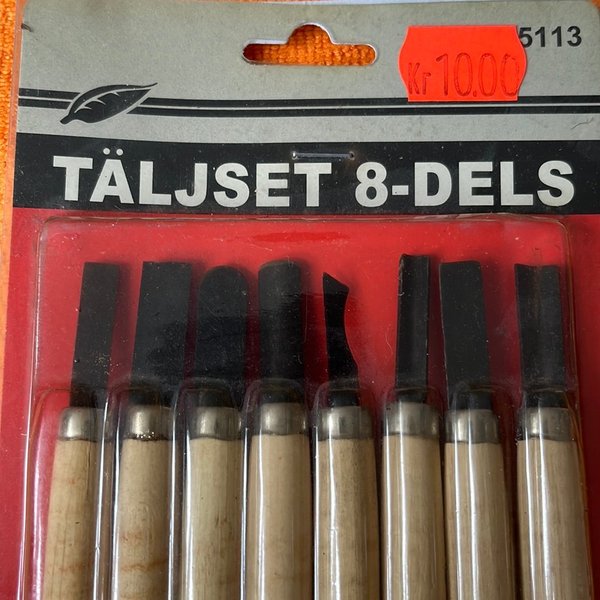 5113
Kr 10.00
TÄLJSET 8-DELS